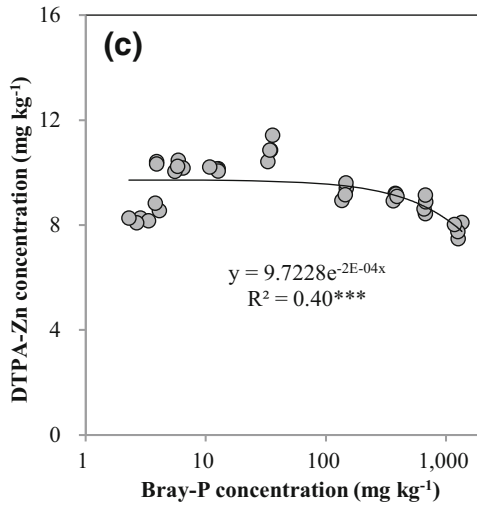 (c)
DTPA-Zn concentration (mg kg⁻¹)
16
12
8
4
0
y = 9.7228e⁻²ᴱ⁻⁰⁴ˣ
R² = 0.40***
1
10
100
1,000
Bray-P concentration (mg kg⁻¹)